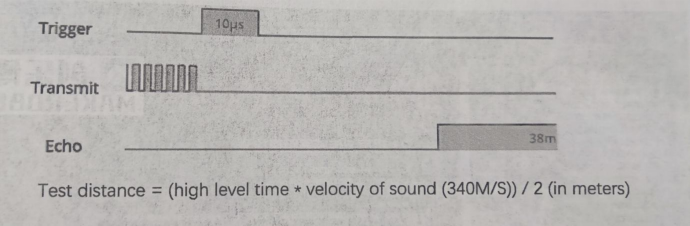 Trigger
10µs
Transmit
Echo
38m
Test distance = (high level time * velocity of sound (340M/S)) / 2 (in meters)